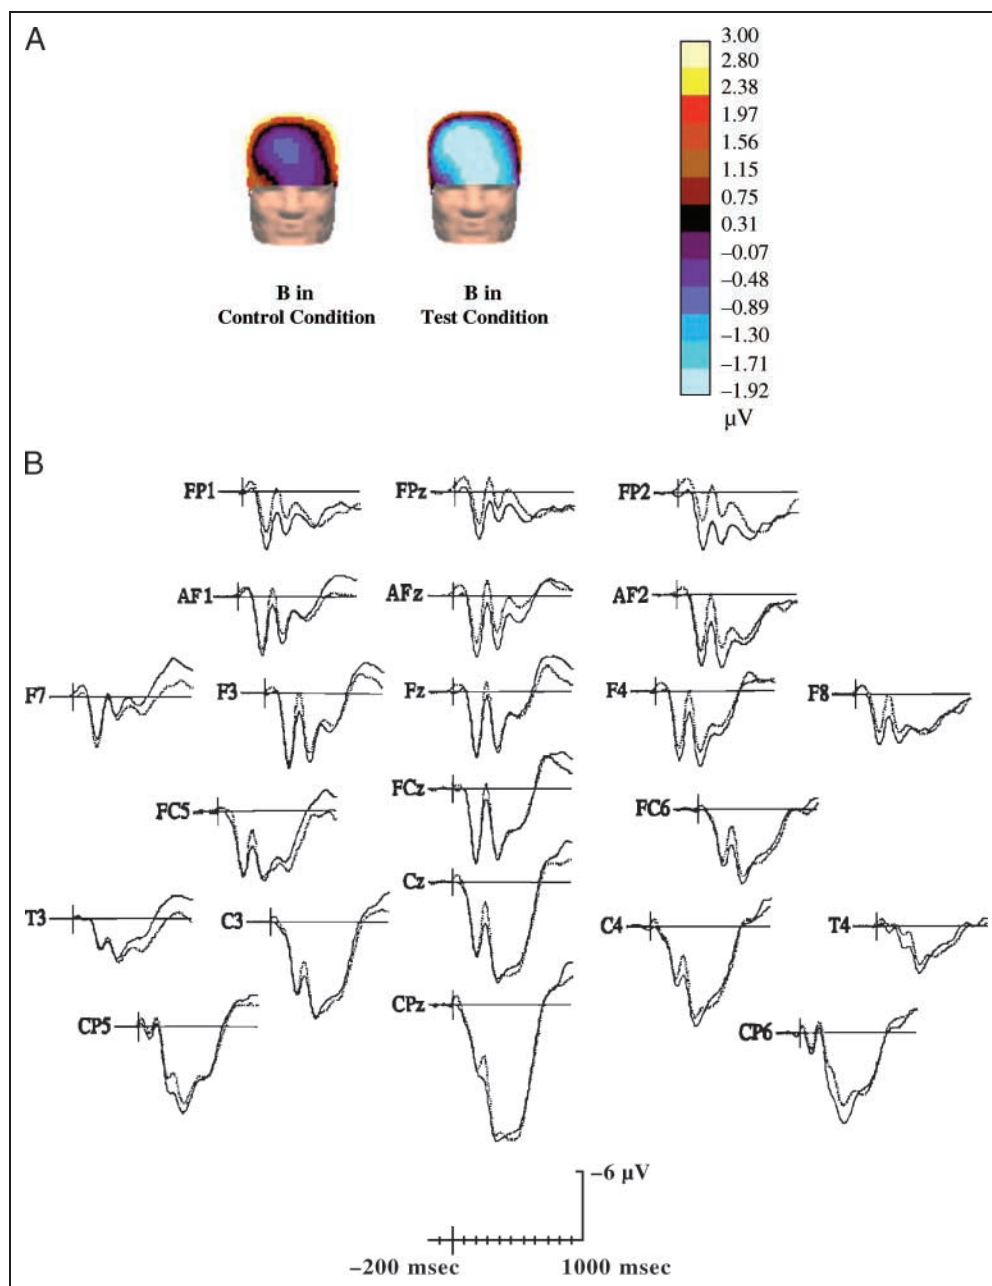 A
3.00
2.80
2.38
1.97
1.56
1.15
0.75
0.31
–0.07
–0.48
–0.89
–1.30
–1.71
–1.92
µV
B in
Control Condition
B in
Test Condition
B
FP1
FPz
FP2
AF1
AFz
AF2
F7
F3
Fz
F4
F8
FC5
FCz
FC6
T3
C3
Cz
C4
T4
CP5
CPz
CP6
–6 µV
–200 msec
1000 msec